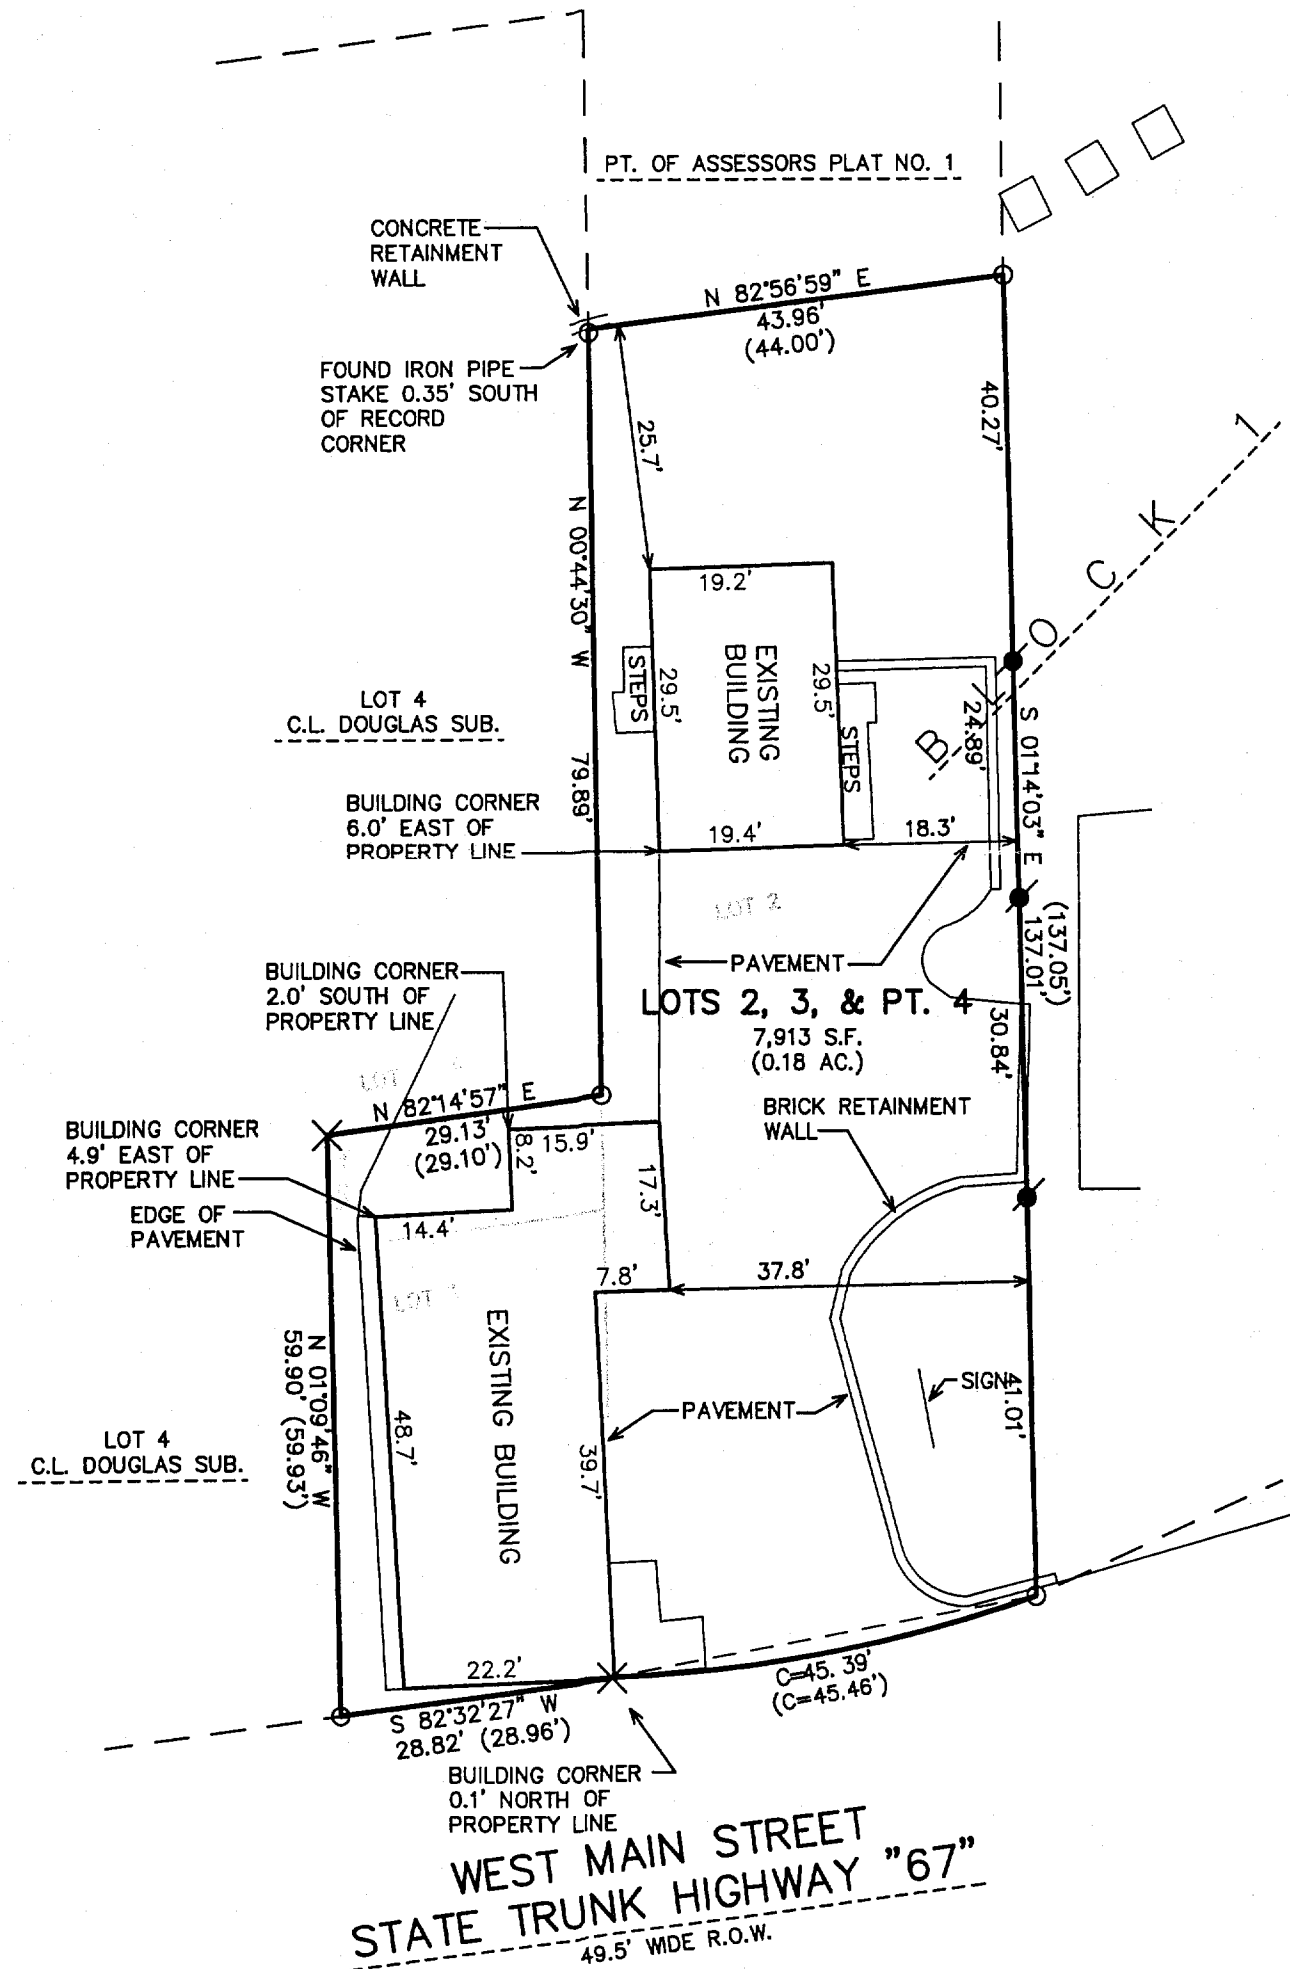 PT. OF ASSESSORS PLAT NO. 1
CONCRETE
RETAINMENT
WALL
N 82°56'59" E
43.96'
(44.00')
FOUND IRON PIPE
STAKE 0.35' SOUTH
OF RECORD
CORNER
25.7'
40.27'
N 00°44'30" W
79.89'
19.2'
BLOCK 1
EXISTING
BUILDING
STEPS
29.5'
29.5'
STEPS
24.89'
S 01°14'03" E
137.01'
(137.05')
LOT 4
C.L. DOUGLAS SUB.
BUILDING CORNER
6.0' EAST OF
PROPERTY LINE
19.4'
18.3'
LOT 2
PAVEMENT
BUILDING CORNER
2.0' SOUTH OF
PROPERTY LINE
LOTS 2, 3, & PT. 4
7,913 S.F.
(0.18 AC.)
30.84'
LOT
N 82°14'57" E
29.13'
(29.10')
BRICK RETAINMENT
WALL
BUILDING CORNER
4.9' EAST OF
PROPERTY LINE
8.2'
15.9'
17.3'
EDGE OF
PAVEMENT
14.4'
7.8'
37.8'
LOT
EXISTING BUILDING
N 01°09'46" W
59.90' (59.93')
SIGN
41.01'
PAVEMENT
48.7'
39.7'
LOT 4
C.L. DOUGLAS SUB.
22.2'
C=45.39'
(C=45.46')
S 82°32'27" W
28.82' (28.96')
BUILDING CORNER
0.1' NORTH OF
PROPERTY LINE
WEST MAIN STREET
STATE TRUNK HIGHWAY "67"
49.5' WIDE R.O.W.